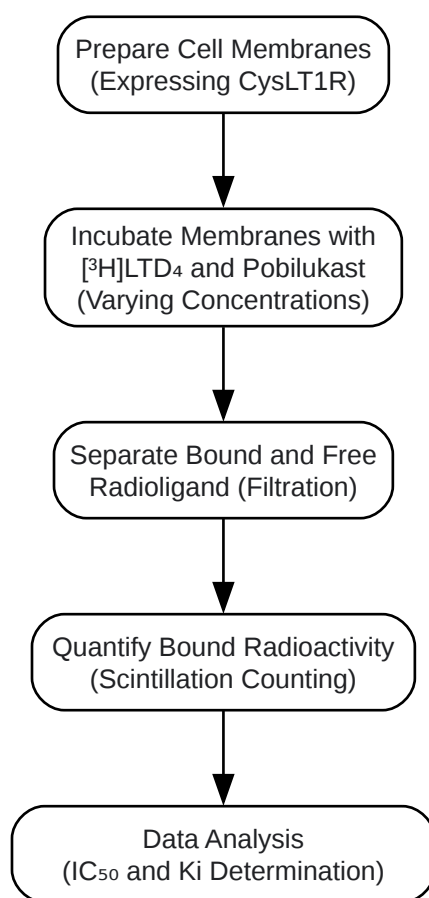 Prepare Cell Membranes
(Expressing CysLT1R)
Incubate Membranes with
[³H]LTD₄ and Pobilukast
(Varying Concentrations)
Separate Bound and Free
Radioligand (Filtration)
Quantify Bound Radioactivity
(Scintillation Counting)
Data Analysis
(IC₅₀ and Ki Determination)